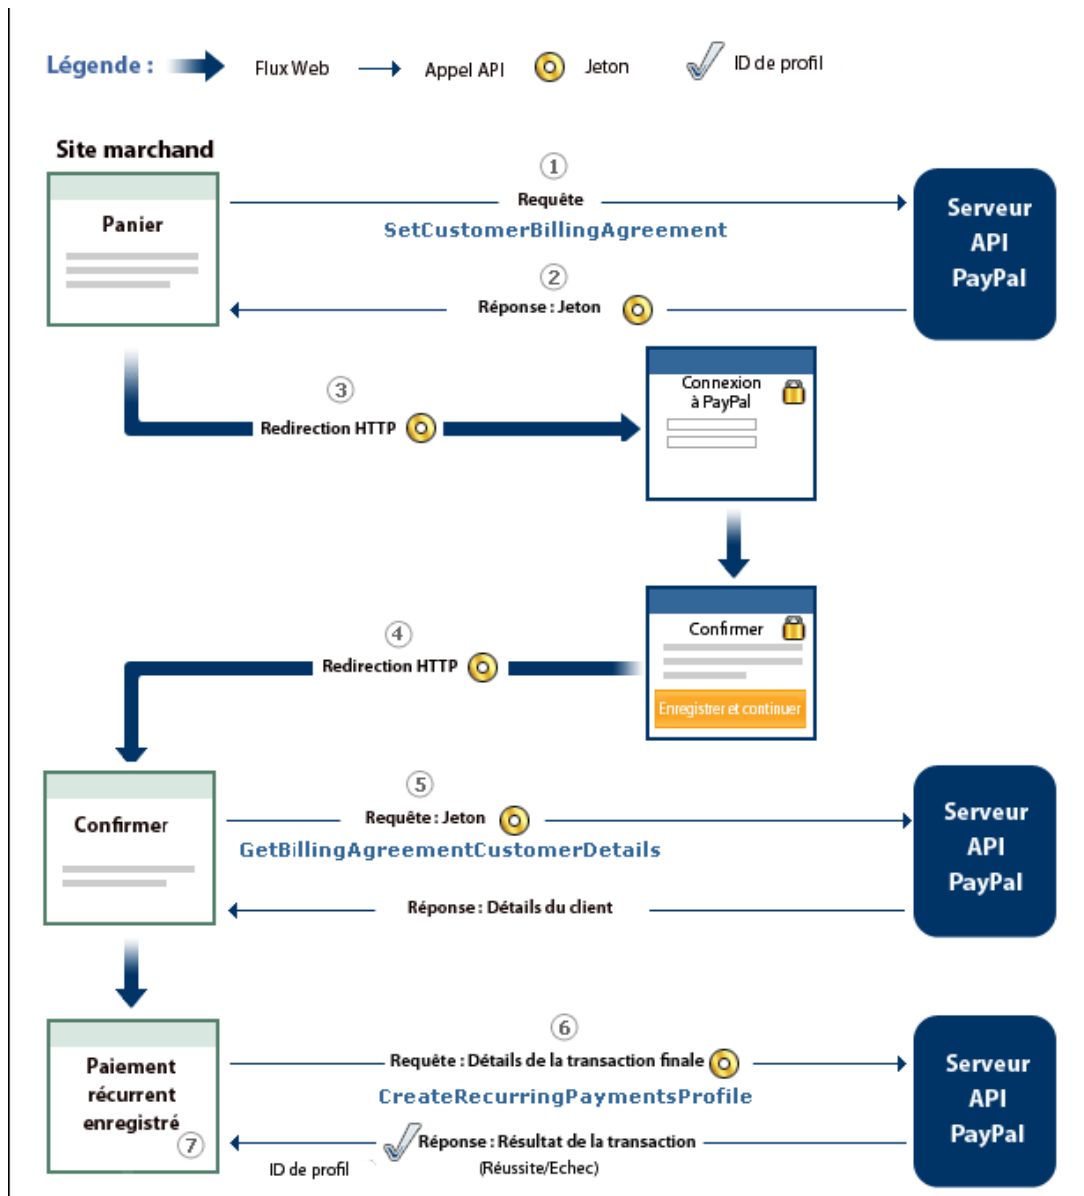 Légende :
Flux Web
Appel API
Jeton
ID de profil
Site marchand
Panier
1
Requête
SetCustomerBillingAgreement
Serveur
API
PayPal
2
Réponse : Jeton
3
Redirection HTTP
Connexion
à PayPal
Confirmer
Enregistrer et continuer
4
Redirection HTTP
Confirmer
5
Requête : Jeton
GetBillingAgreementCustomerDetails
Réponse : Détails du client
Serveur
API
PayPal
Paiement
récurrent
enregistré
7
6
Requête : Détails de la transaction finale
CreateRecurringPaymentsProfile
Réponse : Résultat de la transaction
(Réussite/Echec)
ID de profil
Serveur
API
PayPal